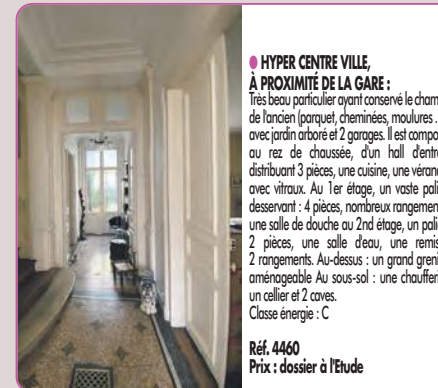 ● HYPER CENTRE VILLE,
À PROXIMITÉ DE LA GARE :
Très beau particulier ayant conservé le
de l'ancien (parquet, cheminées, moulures ..
avec jardin arboré et 2 garages. Il est
au rez de chaussée, d'un hall
distribuant 3 pièces, une cuisine, une
avec vitraux. Au 1er étage, un vaste
desservant : 4 pièces, nombreux
une salle de douche au 2nd étage, un
2 pièces, une salle d'eau, une
2 rangements. Au-dessus : un grand
aménageable Au sous-sol : une
un cellier et 2 caves.
Classe énergie : C
Réf. 4460
Prix : dossier à l'Etude